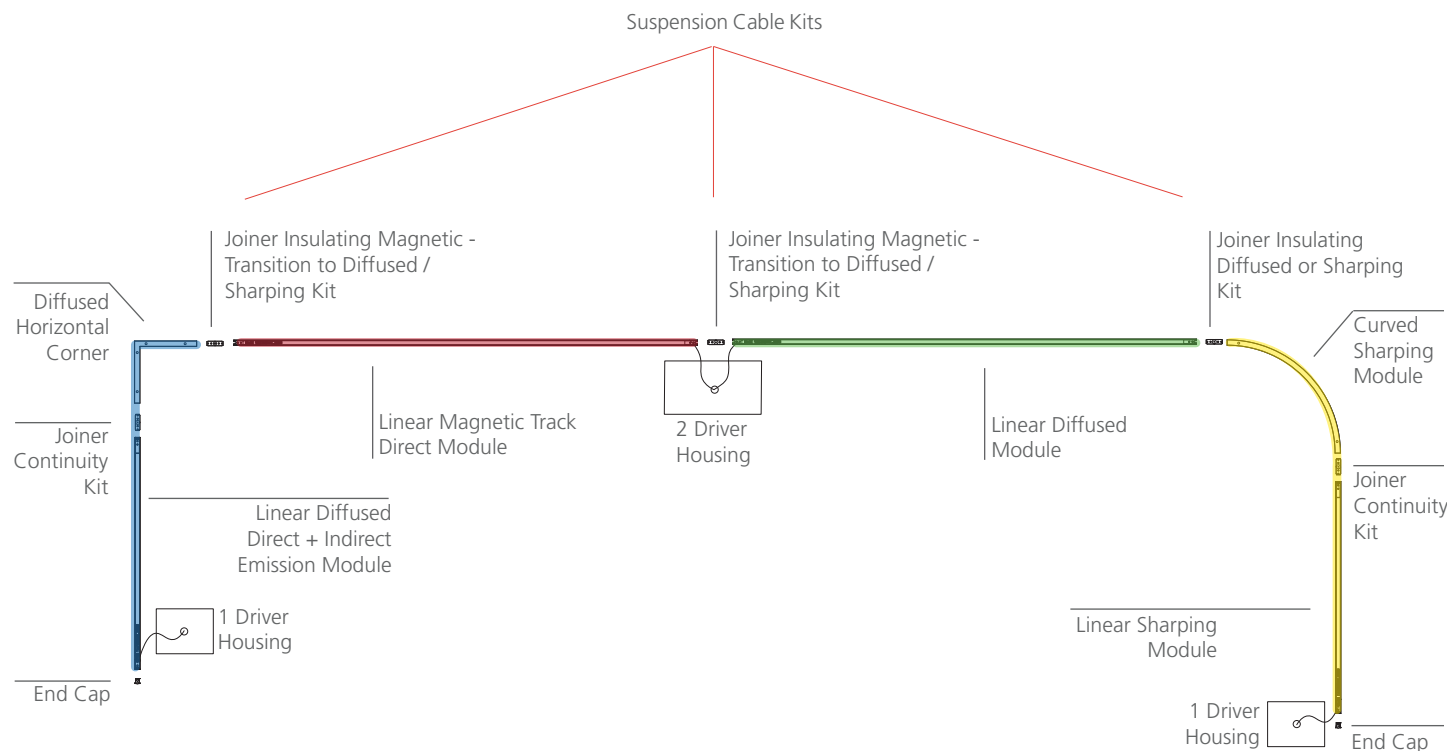 Suspension Cable Kits
Joiner Insulating Magnetic -
Transition to Diffused /
Sharping Kit
Joiner Insulating Magnetic -
Transition to Diffused /
Sharping Kit
Joiner Insulating
Diffused or Sharping
Kit
Diffused
Horizontal
Corner
Curved
Sharping
Module
Linear Magnetic Track
Direct Module
2 Driver
Housing
Linear Diffused
Module
Joiner
Continuity
Kit
Joiner
Continuity
Kit
Linear Diffused
Direct + Indirect
Emission Module
1 Driver
Housing
Linear Sharping
Module
End Cap
1 Driver
Housing
End Cap